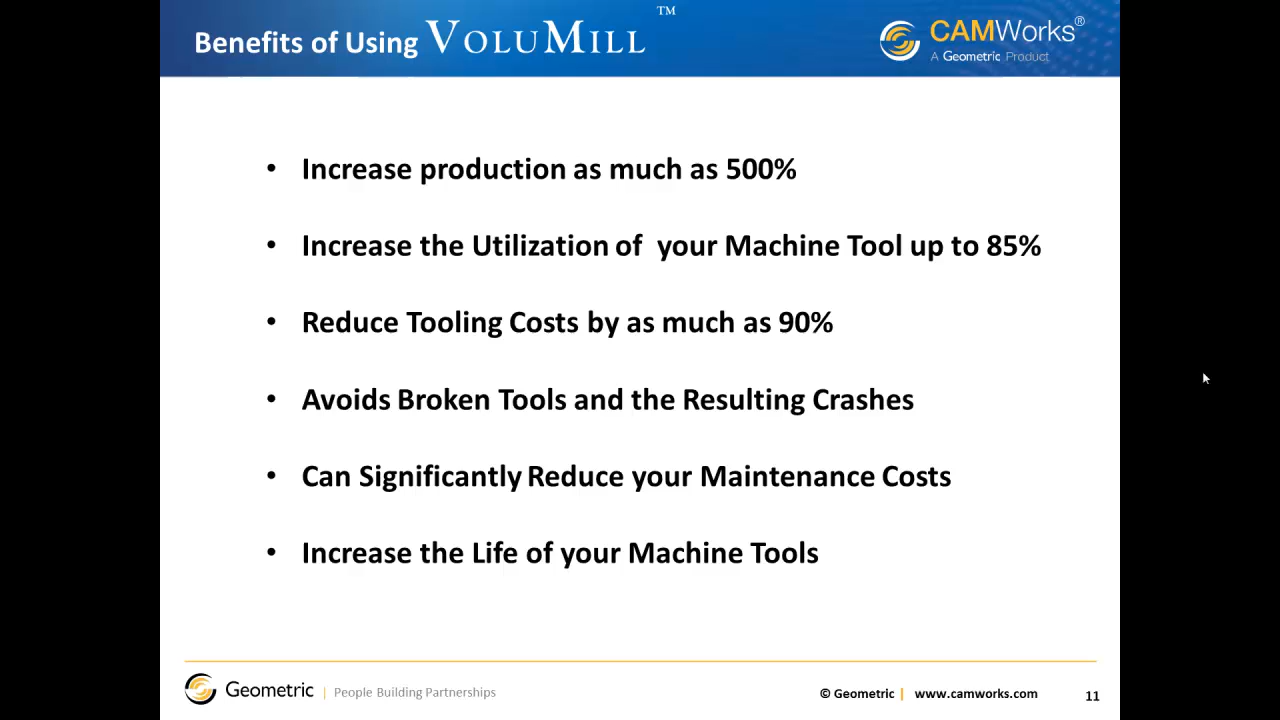 Benefits of Using VOLUMILL™
CAMWorks®
A Geometric Product
• Increase production as much as 500%
• Increase the Utilization of  your Machine Tool up to 85%
• Reduce Tooling Costs by as much as 90%
• Avoids Broken Tools and the Resulting Crashes
• Can Significantly Reduce your Maintenance Costs
• Increase the Life of your Machine Tools
Geometric | People Building Partnerships
© Geometric | www.camworks.com 11